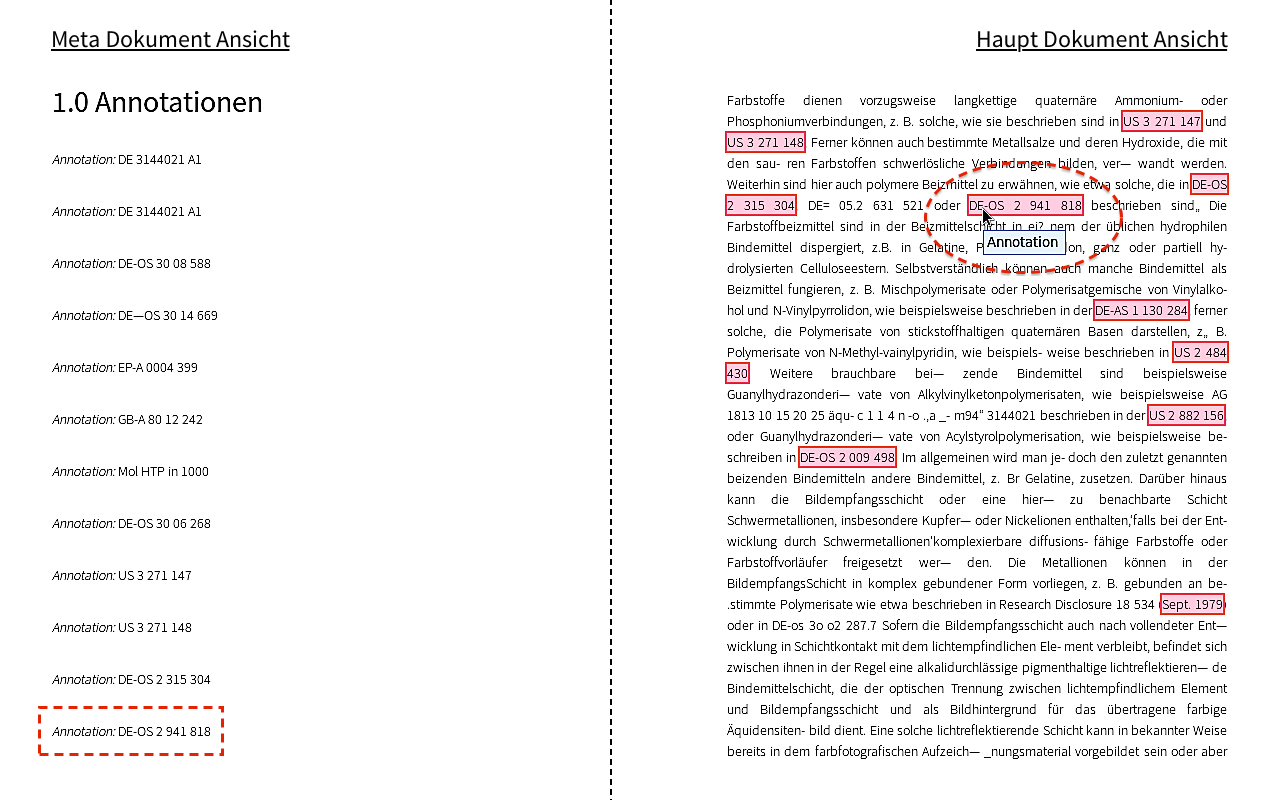 Meta Dokument Ansicht
1.0 Annotationen
Annotation: DE 3144021 A1
Annotation: DE 3144021 A1
Annotation: DE-OS 30 08 588
Annotation: DE—OS 30 14 669
Annotation: EP-A 0004 399
Annotation: GB-A 80 12 242
Annotation: Mol HTP in 1000
Annotation: DE-OS 30 06 268
Annotation: US 3 271 147
Annotation: US 3 271 148
Annotation: DE-OS 2 315 304
Annotation: DE-OS 2 941 818
Haupt Dokument Ansicht
Farbstoffe dienen vorzugsweise langkettige quaternäre Ammonium- oder
Phosphoniumverbindungen, z. B. solche, wie sie beschrieben sind in US 3 271 147 und
US 3 271 148 Ferner können auch bestimmte Metallsalze und deren Hydroxide, die mit
den sau- ren Farbstoffen schwerlösliche Verbindungen bilden, ver— wandt werden.
Weiterhin sind hier auch polymere Beizmittel zu erwähnen, wie etwa solche, die in DE-OS
2 315 304 DE= 05.2 631 521 oder DE-OS 2 941 818 beschrieben sind„ Die
Farbstoffbeizmittel sind in der Beizmittelschicht in ei? nem der üblichen hydrophilen
Bindemittel dispergiert, z.B. in Gelatine, ganz oder partiell hy-
Annotation
drolysierten Celluloseestern. Selbstverständlich können auch manche Bindemittel als
Beizmittel fungieren, z. B. Mischpolymerisate oder Polymerisatgemische von Vinylalko-
hol und N-Vinylpyrrolidon, wie beispielsweise beschrieben in der DE-AS 1 130 284 ferner
solche, die Polymerisate von stickstoffhaltigen quaternären Basen darstellen, z„ B.
Polymerisate von N-Methyl-vainylpyridin, wie beispiels- weise beschrieben in US 2 484
430 Weitere brauchbare bei— zende Bindemittel sind beispielsweise
Guanylhydrazonderi— vate von Alkylvinylketonpolymerisaten, wie beispielsweise AG
1813 10 15 20 25 äqu- c 1 1 4 n -o .‚a _- m94“ 3144021 beschrieben in der US 2 882 156
oder Guanylhydrazonderi— vate von Acylstyrolpolymerisation, wie beispielsweise be-
schreiben in DE-OS 2 009 498 Im allgemeinen wird man je- doch den zuletzt genannten
beizenden Bindemitteln andere Bindemittel, z. Br Gelatine, zusetzen. Darüber hinaus
kann die Bildempfangsschicht oder eine hier— zu benachbarte Schicht
Schwermetallionen, insbesondere Kupfer— oder Nickelionen enthalten,‘falls bei der Ent-
wicklung durch Schwermetallionen‘komplexierbare diffusions- fähige Farbstoffe oder
Farbstoffvorläufer freigesetzt wer— den. Die Metallionen können in der
BildempfangsSchicht in komplex gebundener Form vorliegen, z. B. gebunden an be-
.stimmte Polymerisate wie etwa beschrieben in Research Disclosure 18 534 (Sept. 1979)
oder in DE-os 3o o2 287.7 Sofern die Bildempfangsschicht auch nach vollendeter Ent—
wicklung in Schichtkontakt mit dem lichtempfindlichen Ele- ment verbleibt, befindet sich
zwischen ihnen in der Regel eine alkalidurchlässige pigmenthaltige lichtreflektieren— de
Bindemittelschicht, die der optischen Trennung zwischen lichtempfindlichem Element
und Bildempfangsschicht und als Bildhintergrund für das übertragene farbige
Äquidensiten- bild dient. Eine solche lichtreflektierende Schicht kann in bekannter Weise
bereits in dem farbfotografischen Aufzeich— _nungsmaterial vorgebildet sein oder aber